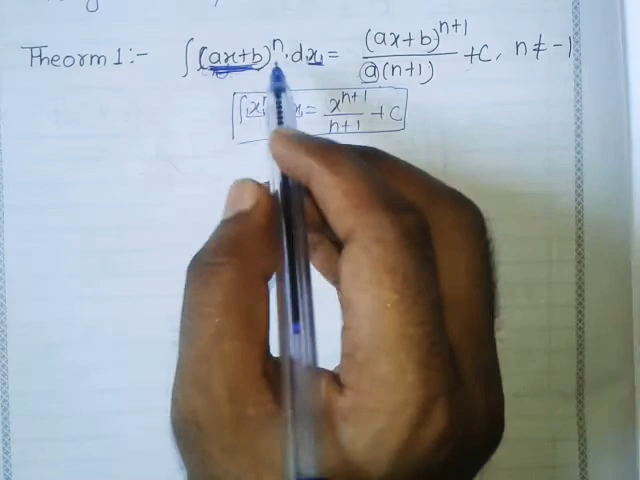 Theorm 1:- ∫(ax+b)ⁿ.dx = (ax+b)ⁿ⁺¹/a(n+1) +C, n≠-1
∫x = xⁿ⁺¹/n+1 +C